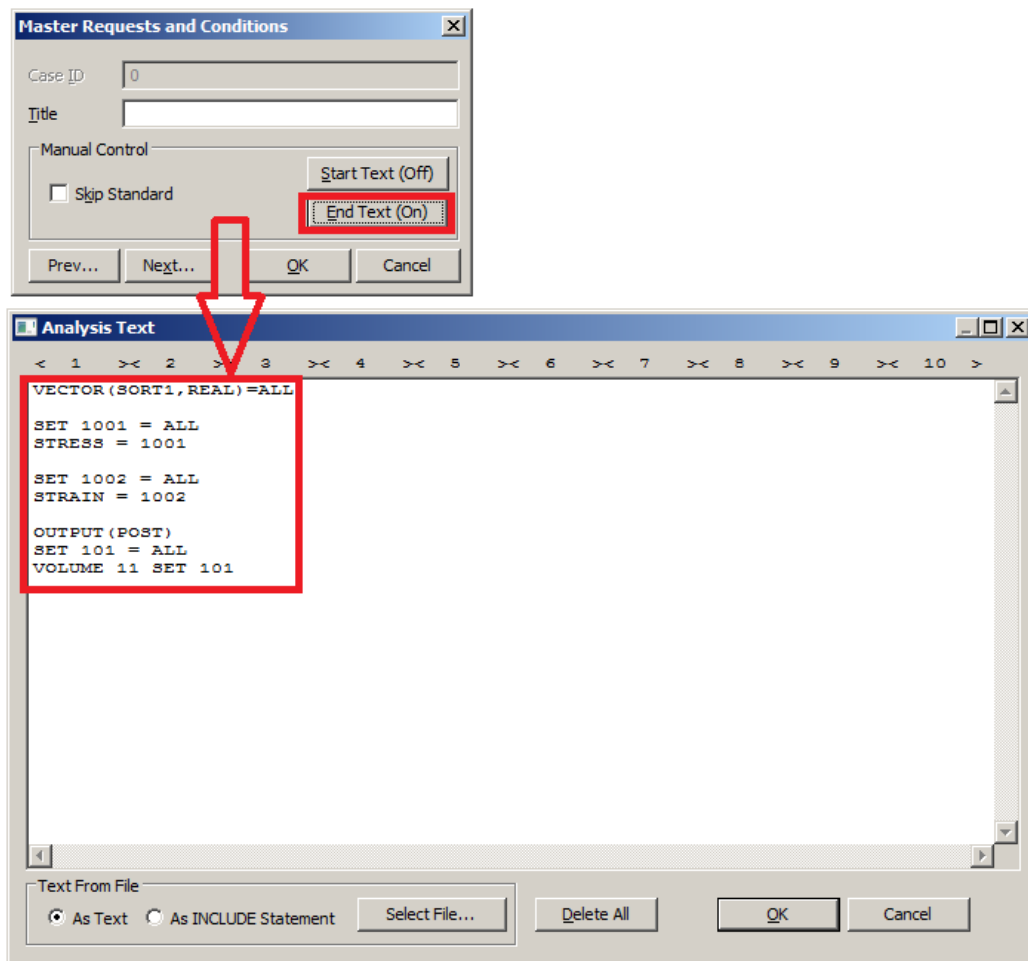 Master Requests and Conditions
Case ID 0
Title
Manual Control
Skip Standard
Start Text (Off)
End Text (On)
Prev... Next... OK Cancel
Analysis Text
< 1 >< 2 >< 3 >< 4 >< 5 >< 6 >< 7 >< 8 >< 9 >< 10 >
VECTOR(SORT1,REAL)=ALL
SET 1001 = ALL
STRESS = 1001
SET 1002 = ALL
STRAIN = 1002
OUTPUT(POST)
SET 101 = ALL
VOLUME 11 SET 101
Text From File
As Text As INCLUDE Statement Select File... Delete All OK Cancel